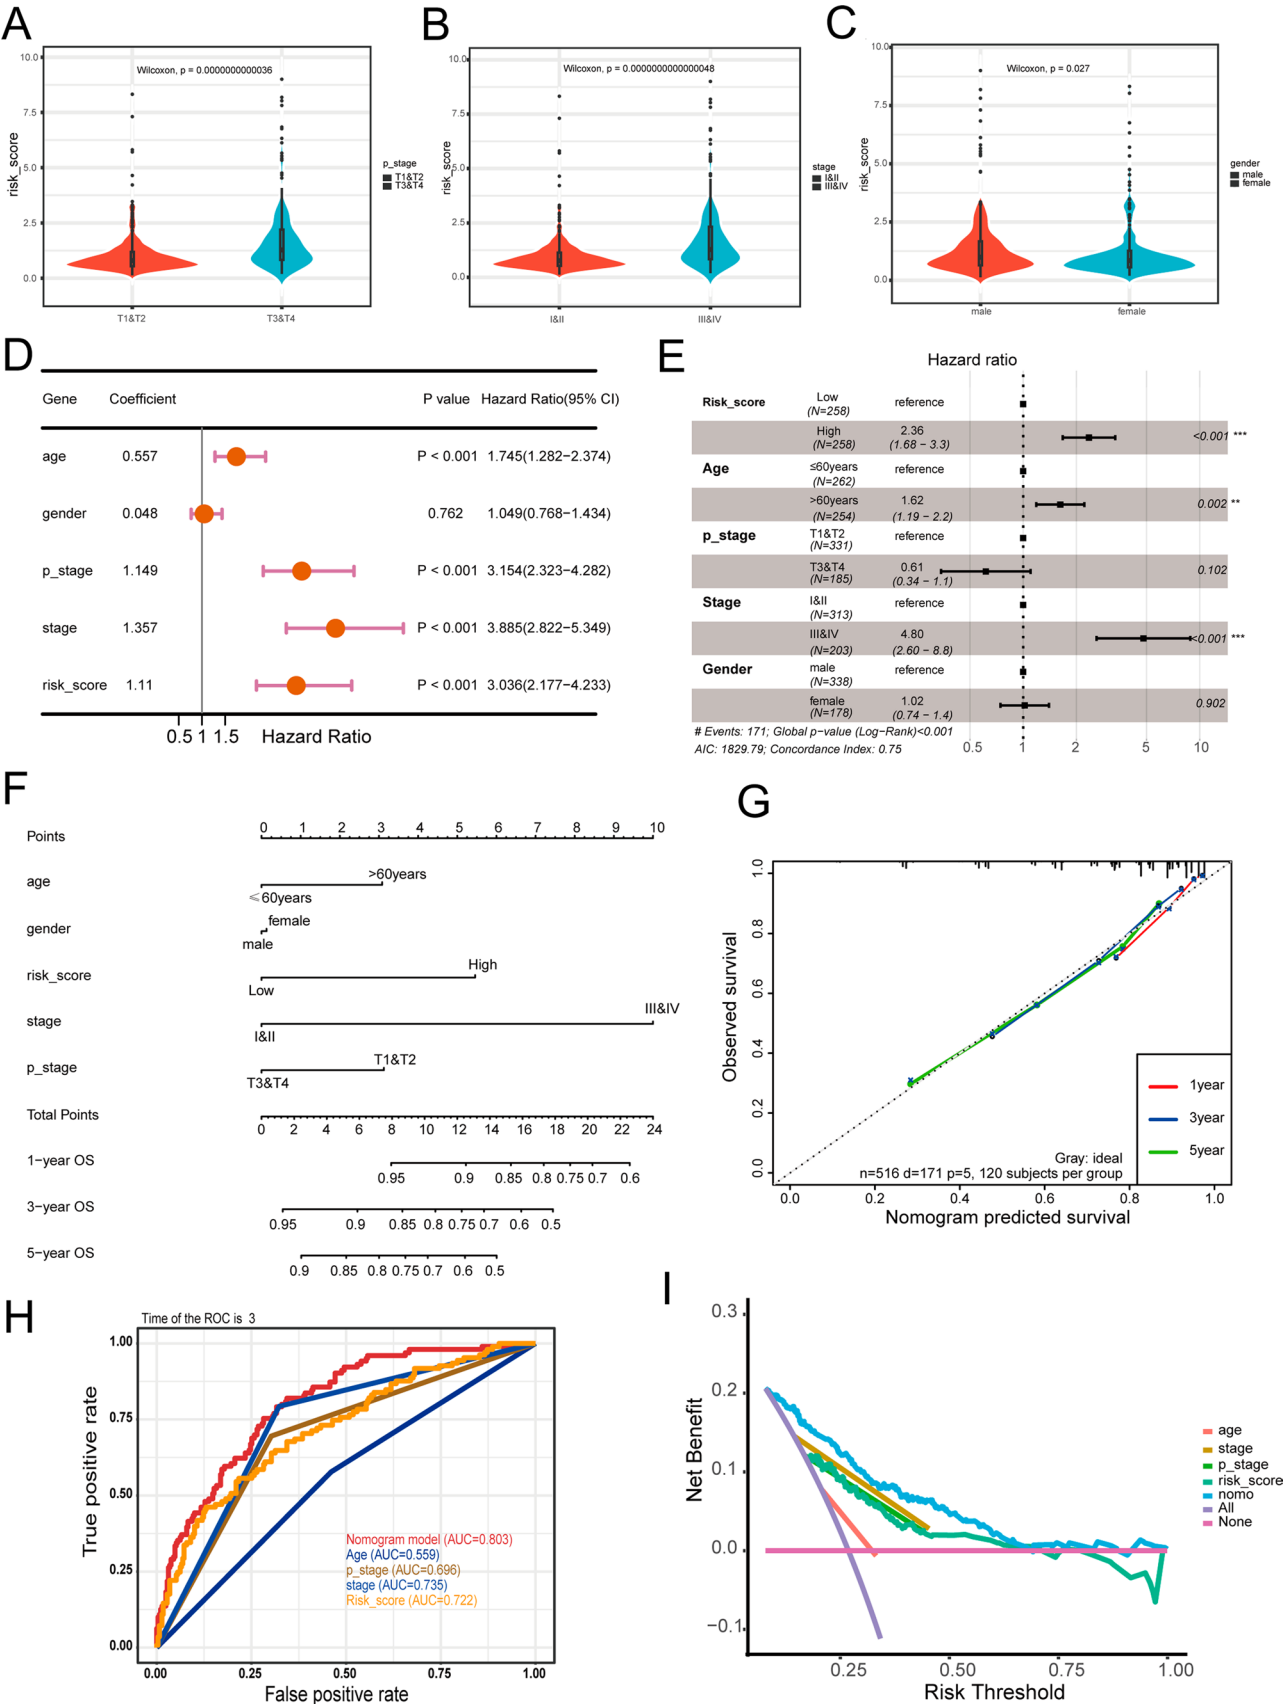 A
Wilcoxon, p = 0.0000000000036
risk_score
10.0
7.5
5.0
2.5
0.0
T1&T2
T3&T4
p_stage
T1&T2
T3&T4
B
Wilcoxon, p = 0.0000000000000048
risk_score
10.0
7.5
5.0
2.5
0.0
I&II
III&IV
stage
I&II
III&IV
C
Wilcoxon, p = 0.027
risk_score
10.0
7.5
5.0
2.5
0.0
male
female
gender
male
female
D
Gene Coefficient P value Hazard Ratio(95% CI)
age 0.557 P < 0.001 1.745(1.282−2.374)
gender 0.048 0.762 1.049(0.768−1.434)
p_stage 1.149 P < 0.001 3.154(2.323−4.282)
stage 1.357 P < 0.001 3.885(2.822−5.349)
risk_score 1.11 P < 0.001 3.036(2.177−4.233)
0.5 1 1.5 Hazard Ratio
E
Hazard ratio
Risk_score Low reference
(N=258)
High 2.36 <0.001 ***
(N=258) (1.68 − 3.3)
Age ≤60years reference
(N=262)
>60years 1.62 0.002 **
(N=254) (1.19 − 2.2)
p_stage T1&T2 reference
(N=331)
T3&T4 0.61 0.102
(N=185) (0.34 − 1.1)
Stage I&II reference
(N=313)
III&IV 4.80 <0.001 ***
(N=203) (2.60 − 8.8)
Gender male reference
(N=338)
female 1.02 0.902
(N=178) (0.74 − 1.4)
# Events: 171; Global p−value (Log−Rank)<0.001
AIC: 1829.79; Concordance Index: 0.75
0.5 1 2 5 10
F
Points 0 1 2 3 4 5 6 7 8 9 10
age >60years
≤60years
gender female
male
risk_score High
Low
stage III&IV
I&II
p_stage T1&T2
T3&T4
Total Points
0 2 4 6 8 10 12 14 16 18 20 22 24
1−year OS
0.95 0.9 0.85 0.8 0.75 0.7 0.6
3−year OS
0.95 0.9 0.85 0.8 0.75 0.7 0.6 0.5
5−year OS
0.9 0.85 0.8 0.75 0.7 0.6 0.5
G
Observed survival
1.0
0.8
0.6
0.4
0.2
0.0
1year
3year
5year
Gray: ideal
n=516 d=171 p=5, 120 subjects per group
0.0 0.2 0.4 0.6 0.8 1.0
Nomogram predicted survival
H
Time of the ROC is 3
True positive rate
1.00
0.75
0.50
0.25
0.00
Nomogram model (AUC=0.803)
Age (AUC=0.559)
p_stage (AUC=0.696)
stage (AUC=0.735)
Risk_score (AUC=0.722)
0.00 0.25 0.50 0.75 1.00
False positive rate
I
Net Benefit
0.3
0.2
0.1
0.0
−0.1
age
stage
p_stage
risk_score
nomo
All
None
0.25 0.50 0.75 1.00
Risk Threshold